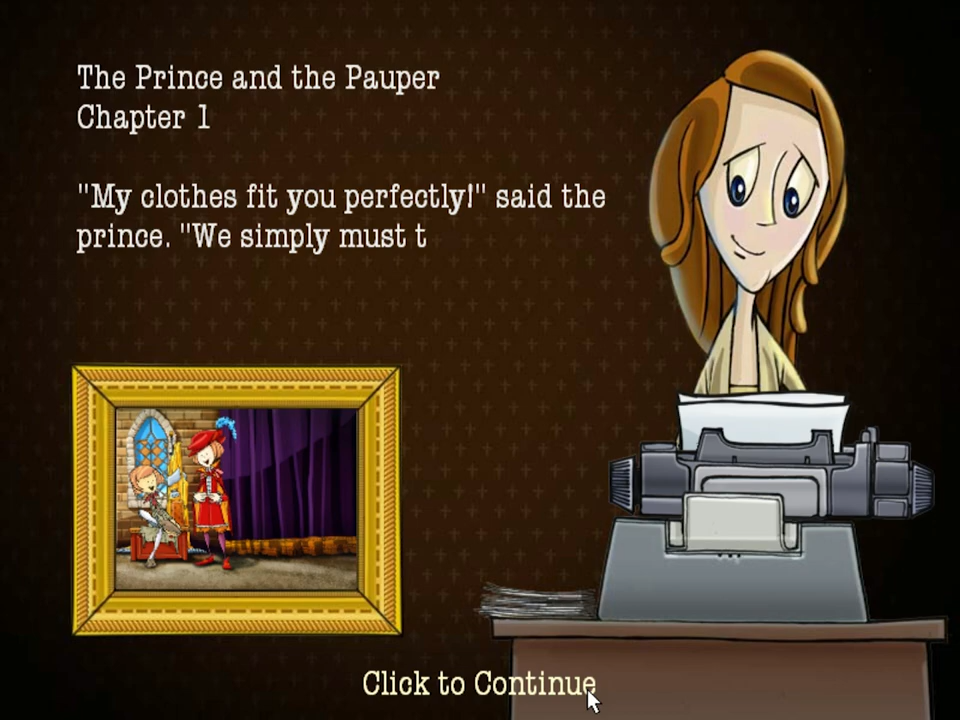 The Prince and the Pauper
Chapter 1
"My clothes fit you perfectly!" said the
prince. "We simply must t
Click to Continue